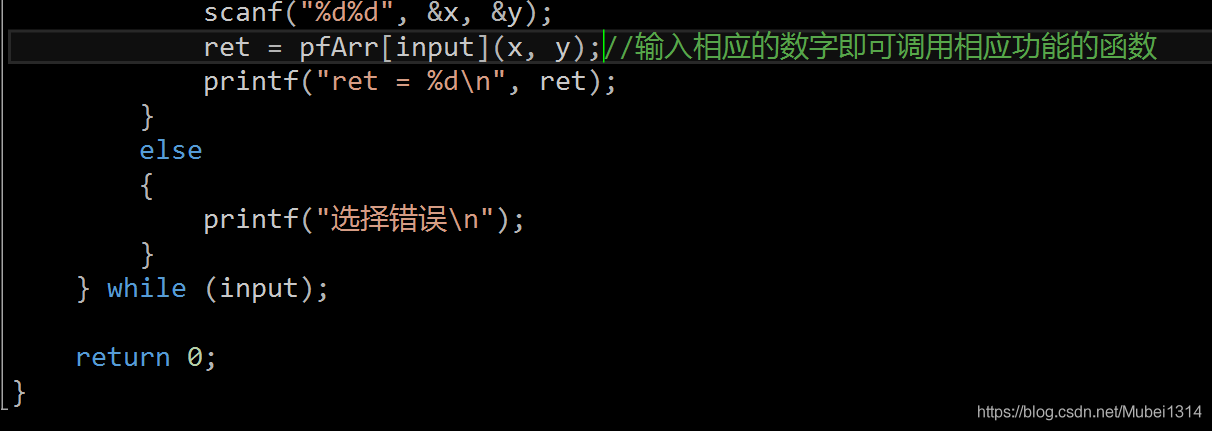 scanf("%d%d", &x, &y);
ret = pfArr[input](x, y);//输入相应的数字即可调用相应功能的函数
printf("ret = %d\n", ret);
}
else
{
printf("选择错误\n");
}
} while (input);
return 0;
}
https://blog.csdn.net/Mubei1314